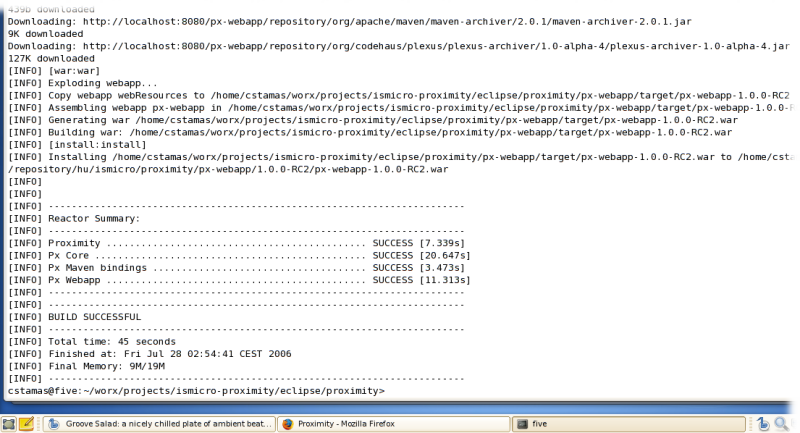 439b downloaded
Downloading: http://localhost:8080/px-webapp/repository/org/apache/maven/maven-archiver/2.0.1/maven-archiver-2.0.1.jar
9K downloaded
Downloading: http://localhost:8080/px-webapp/repository/org/codehaus/plexus/plexus-archiver/1.0-alpha-4/plexus-archiver-1.0-alpha-4.jar
127K downloaded
[INFO] [war:war]
[INFO] Exploding webapp...
[INFO] Copy webapp webResources to /home/cstamas/worx/projects/ismicro-proximity/eclipse/proximity/px-webapp/target/px-webapp-1.0.0-RC2
[INFO] Assembling webapp px-webapp in /home/cstamas/worx/projects/ismicro-proximity/eclipse/proximity/px-webapp/target/px-webapp-1.0.0-R
[INFO] Generating war /home/cstamas/worx/projects/ismicro-proximity/eclipse/proximity/px-webapp/target/px-webapp-1.0.0-RC2.war
[INFO] Building war: /home/cstamas/worx/projects/ismicro-proximity/eclipse/proximity/px-webapp/target/px-webapp-1.0.0-RC2.war
[INFO] [install:install]
[INFO] Installing /home/cstamas/worx/projects/ismicro-proximity/eclipse/proximity/px-webapp/target/px-webapp-1.0.0-RC2.war to /home/csta
/repository/hu/ismicro/proximity/px-webapp/1.0.0-RC2/px-webapp-1.0.0-RC2.war
[INFO]
[INFO]
[INFO] ------------------------------------------------------------------------
[INFO] Reactor Summary:
[INFO] ------------------------------------------------------------------------
[INFO] Proximity ............................................. SUCCESS [7.339s]
[INFO] Px Core ............................................... SUCCESS [20.647s]
[INFO] Px Maven bindings ..................................... SUCCESS [3.473s]
[INFO] Px Webapp ............................................. SUCCESS [11.313s]
[INFO] ------------------------------------------------------------------------
[INFO] ------------------------------------------------------------------------
[INFO] BUILD SUCCESSFUL
[INFO] ------------------------------------------------------------------------
[INFO] Total time: 45 seconds
[INFO] Finished at: Fri Jul 28 02:54:41 CEST 2006
[INFO] Final Memory: 9M/19M
[INFO] ------------------------------------------------------------------------
cstamas@five:~/worx/projects/ismicro-proximity/eclipse/proximity>
Groove Salad: a nicely chilled plate of ambient beat... Proximity - Mozilla Firefox five